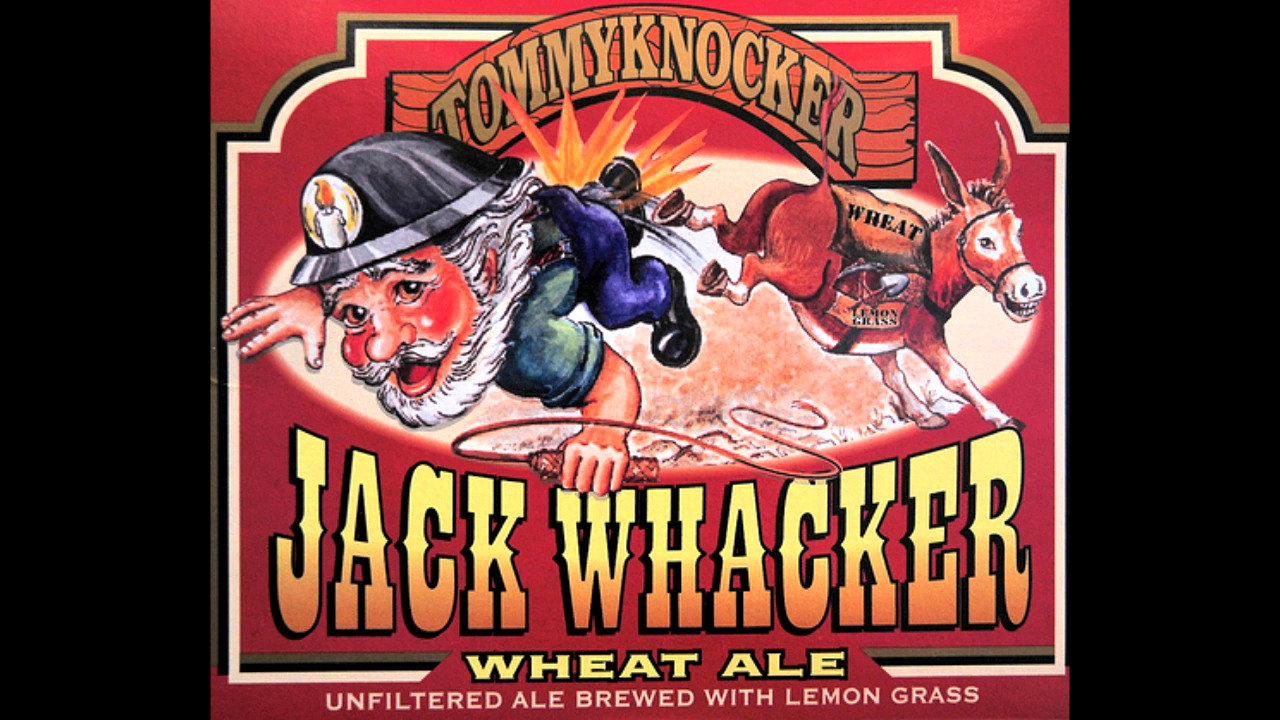 TOMMYKNOCKER
WHEAT
LEMON
GRASS
JACK WHACKER
WHEAT ALE
UNFILTERED ALE BREWED WITH LEMON GRASS